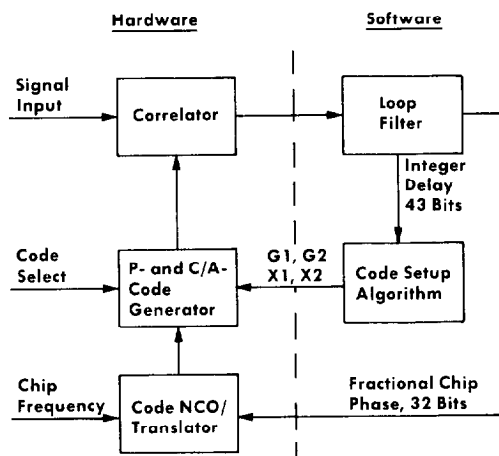 Hardware
Software
Signal
Input
Correlator
Loop
Filter
Integer
Delay
43 Bits
Code
Select
P- and C/A-
Code
Generator
G1, G2
X1, X2
Code Setup
Algorithm
Chip
Frequency
Code NCO/
Translator
Fractional Chip
Phase, 32 Bits